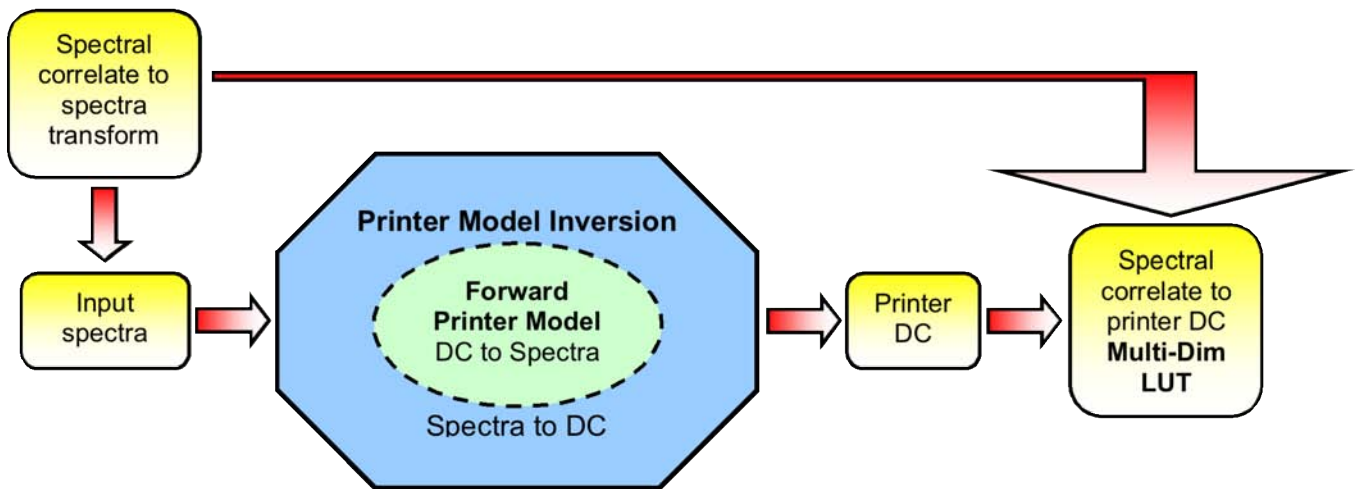 Spectral
correlate to
spectra
transform
Input
spectra
Printer Model Inversion
Forward
Printer Model
DC to Spectra
Spectra to DC
Printer
DC
Spectral
correlate to
printer DC
Multi-Dim
LUT